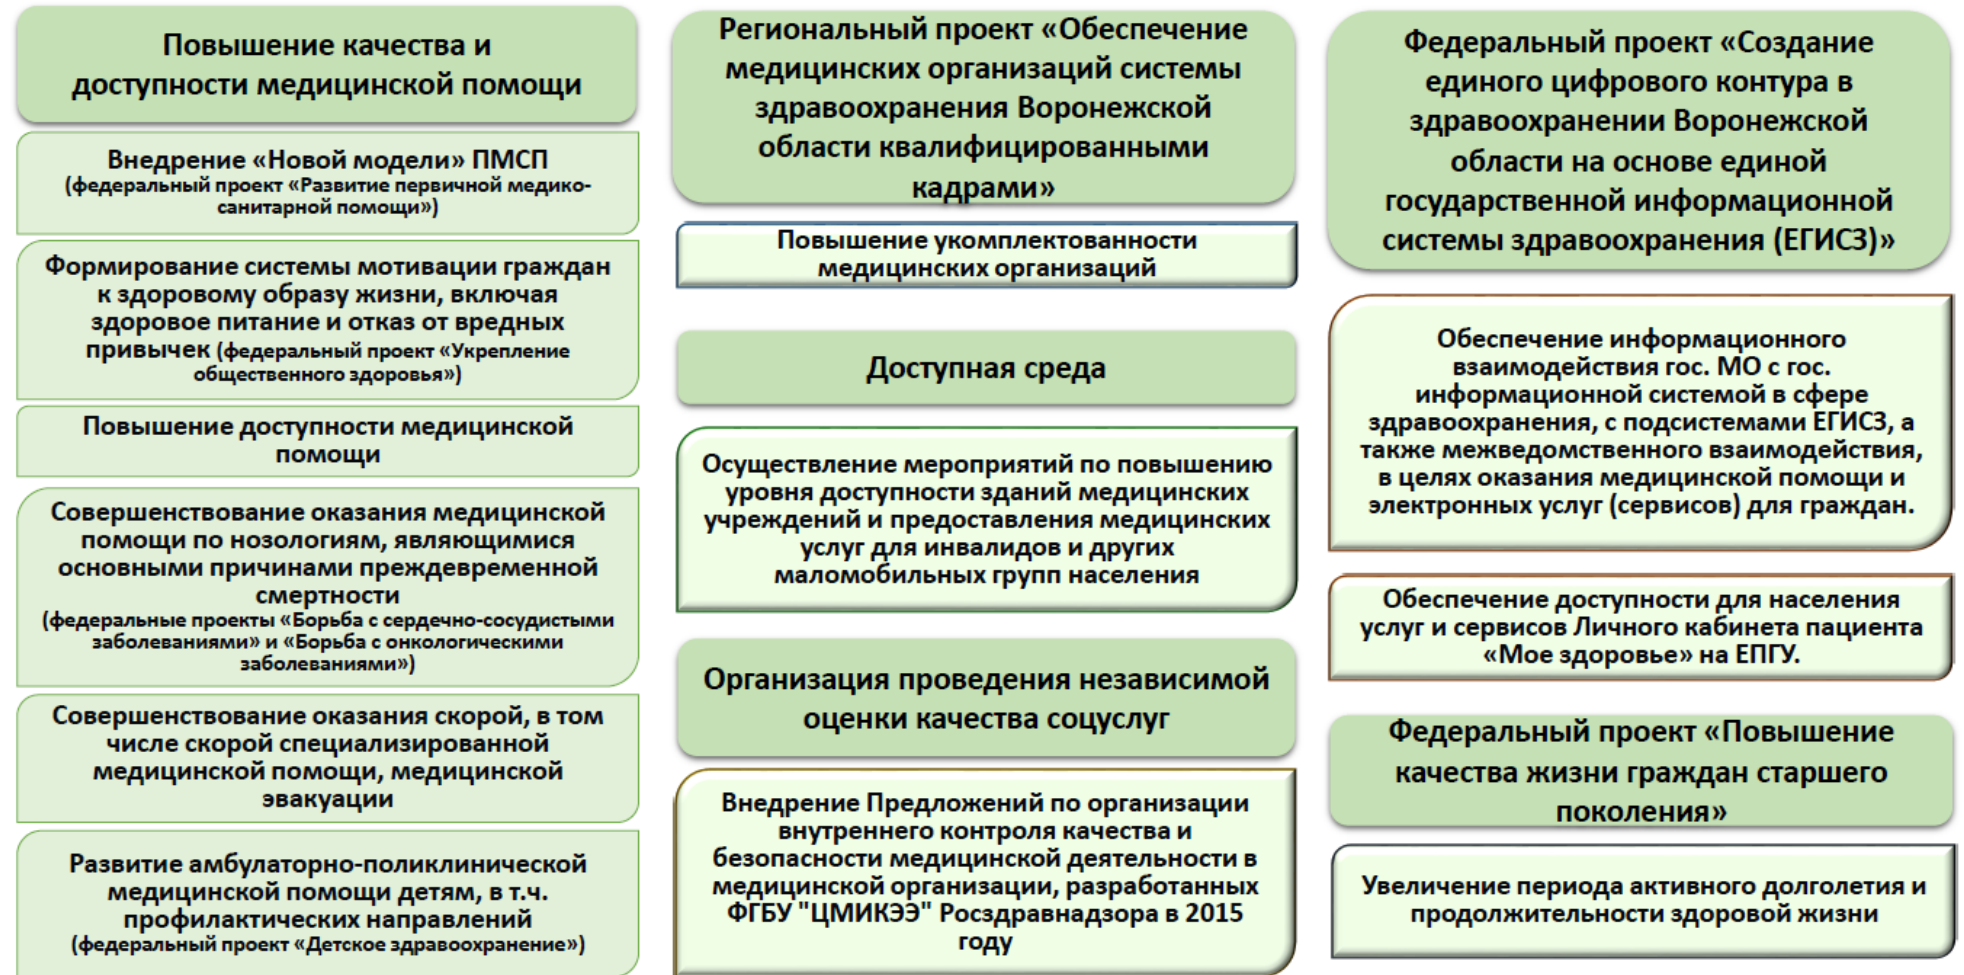 Повышение качества и
доступности медицинской помощи
Внедрение «Новой модели» ПМСП
(федеральный проект «Развитие первичной медико-
санитарной помощи»)
Формирование системы мотивации граждан
к здоровому образу жизни, включая
здоровое питание и отказ от вредных
привычек (федеральный проект «Укрепление
общественного здоровья»)
Повышение доступности медицинской
помощи
Совершенствование оказания медицинской
помощи по нозологиям, являющимися
основными причинами преждевременной
смертности
(федеральные проекты «Борьба с сердечно-сосудистыми
заболеваниями» и «Борьба с онкологическими
заболеваниями»)
Совершенствование оказания скорой, в том
числе скорой специализированной
медицинской помощи, медицинской
эвакуации
Развитие амбулаторно-поликлинической
медицинской помощи детям, в т.ч.
профилактических направлений
(федеральный проект «Детское здравоохранение»)
Региональный проект «Обеспечение
медицинских организаций системы
здравоохранения Воронежской
области квалифицированными
кадрами»
Повышение укомплектованности
медицинских организаций
Доступная среда
Осуществление мероприятий по повышению
уровня доступности зданий медицинских
учреждений и предоставления медицинских
услуг для инвалидов и других
маломобильных групп населения
Организация проведения независимой
оценки качества соцуслуг
Внедрение Предложений по организации
внутреннего контроля качества и
безопасности медицинской деятельности в
медицинской организации, разработанных
ФГБУ "ЦМИКЭЭ" Росздравнадзора в 2015
году
Федеральный проект «Создание
единого цифрового контура в
здравоохранении Воронежской
области на основе единой
государственной информационной
системы здравоохранения (ЕГИСЗ)»
Обеспечение информационного
взаимодействия гос. МО с гос.
информационной системой в сфере
здравоохранения, с подсистемами ЕГИСЗ, а
также межведомственного взаимодействия,
в целях оказания медицинской помощи и
электронных услуг (сервисов) для граждан.
Обеспечение доступности для населения
услуг и сервисов Личного кабинета пациента
«Мое здоровье» на ЕПГУ.
Федеральный проект «Повышение
качества жизни граждан старшего
поколения»
Увеличение периода активного долголетия и
продолжительности здоровой жизни